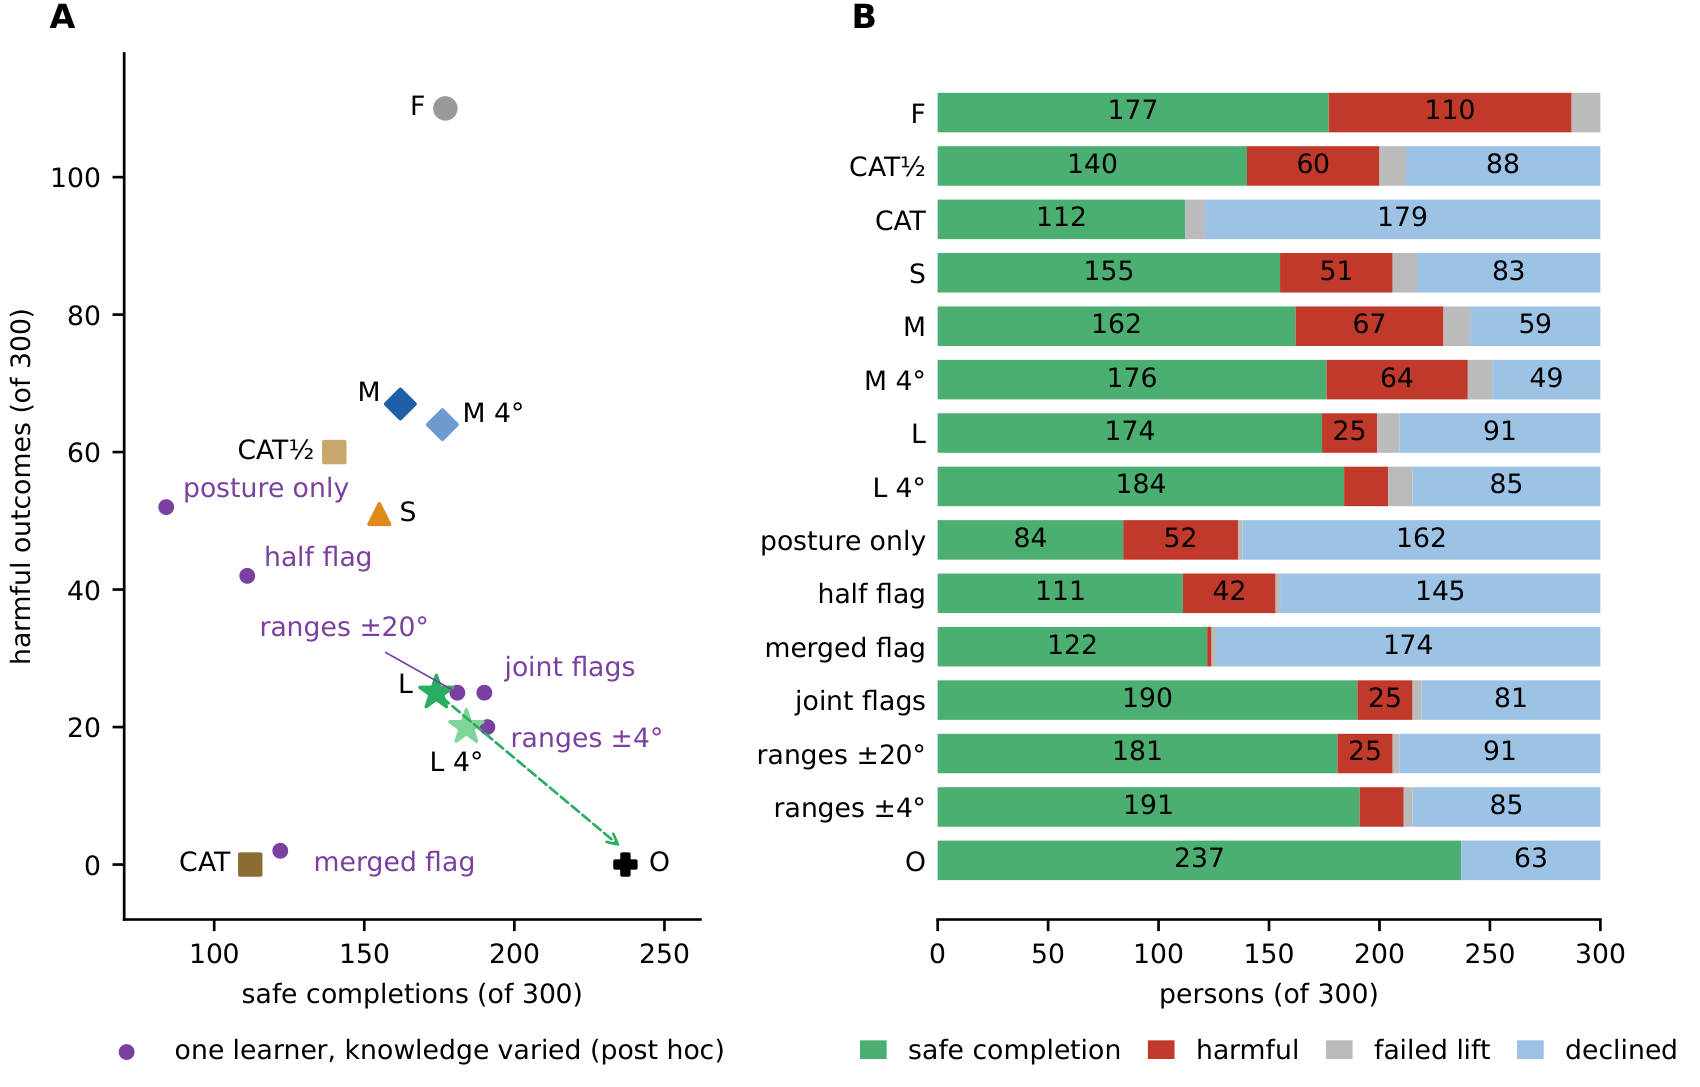 A
harmful outcomes (of 300)
100
80
60
40
20
0
F
M
M 4°
CAT½
posture only
S
half flag
ranges ±20°
joint flags
L
ranges ±4°
L 4°
CAT
merged flag
O
100 150 200 250
safe completions (of 300)
one learner, knowledge varied (post hoc)
B
F 177 110
CAT½ 140 60 88
CAT 112 179
S 155 51 83
M 162 67 59
M 4° 176 64 49
L 174 25 91
L 4° 184 85
posture only 84 52 162
half flag 111 42 145
merged flag 122 174
joint flags 190 25 81
ranges ±20° 181 25 91
ranges ±4° 191 85
O 237 63
0 50 100 150 200 250 300
persons (of 300)
safe completion harmful failed lift declined